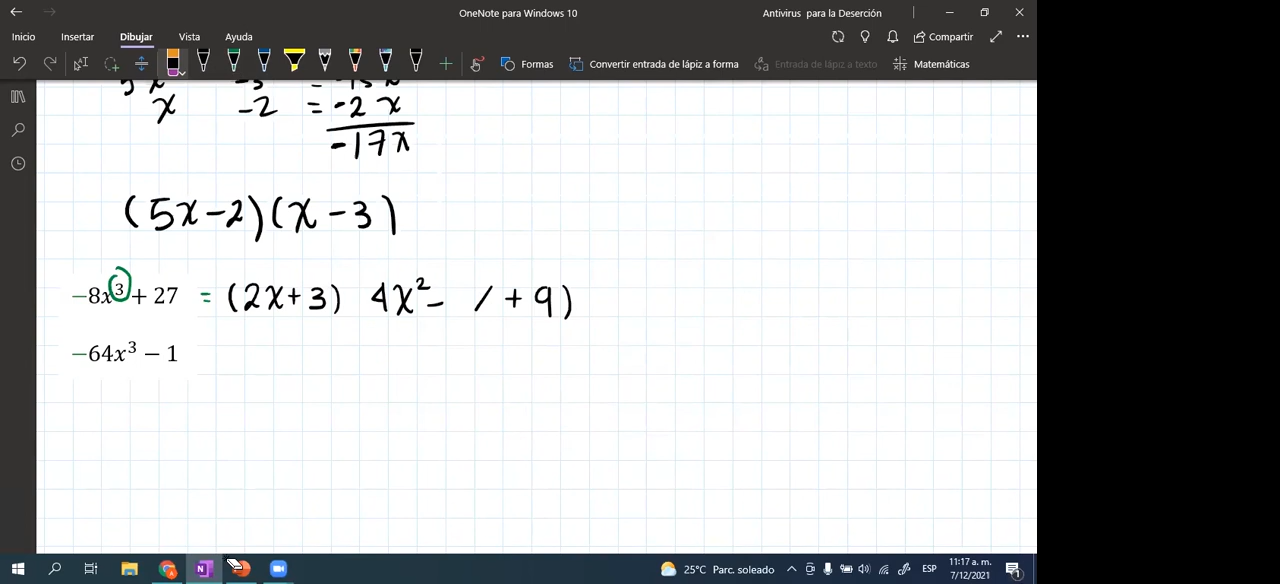 OneNote para Windows 10
Antivirus para la Deserción
Inicio Insertar Dibujar Vista Ayuda
Compartir
Formas Convertir entrada de lápiz a forma Entrada de lápiz a texto Matemáticas
x -2 = -2x
-17x
(5x-2)(x-3)
-8x³ + 27 = (2x+3) 4x² - / + 9)
-64x³ - 1
25°C Parc. soleado ESP 11:17 a. m.
7/12/2021 1